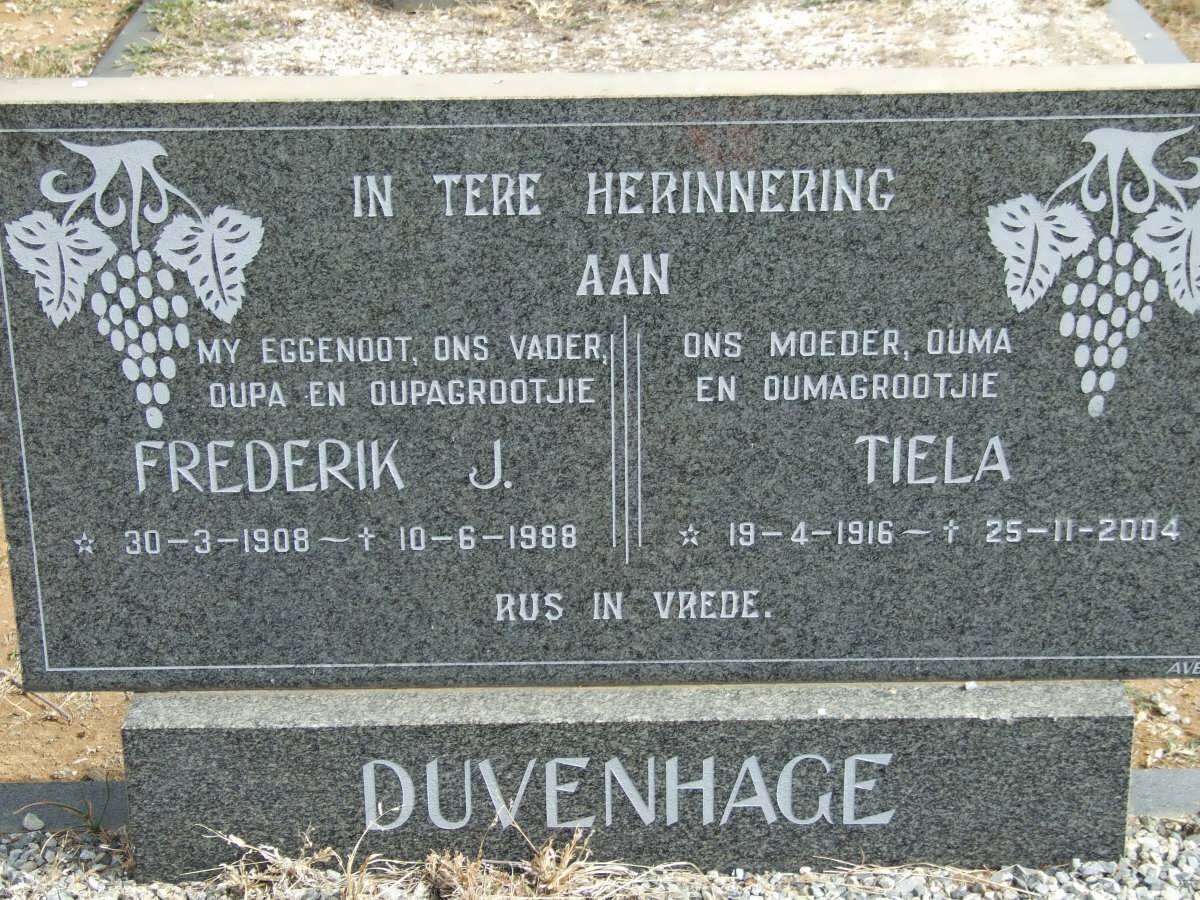 IN TERE HERINNERING
AAN
MY EGGENOOT, ONS VADER,
OUPA EN OUPAGROOTJIE
FREDERIK J.
☆ 30-3-1908 ~ † 10-6-1988
ONS MOEDER, OUMA
EN OUMAGROOTJIE
TIELA
☆ 19-4-1916 ~ † 25-11-2004
RUS IN VREDE.
DUVENHAGE